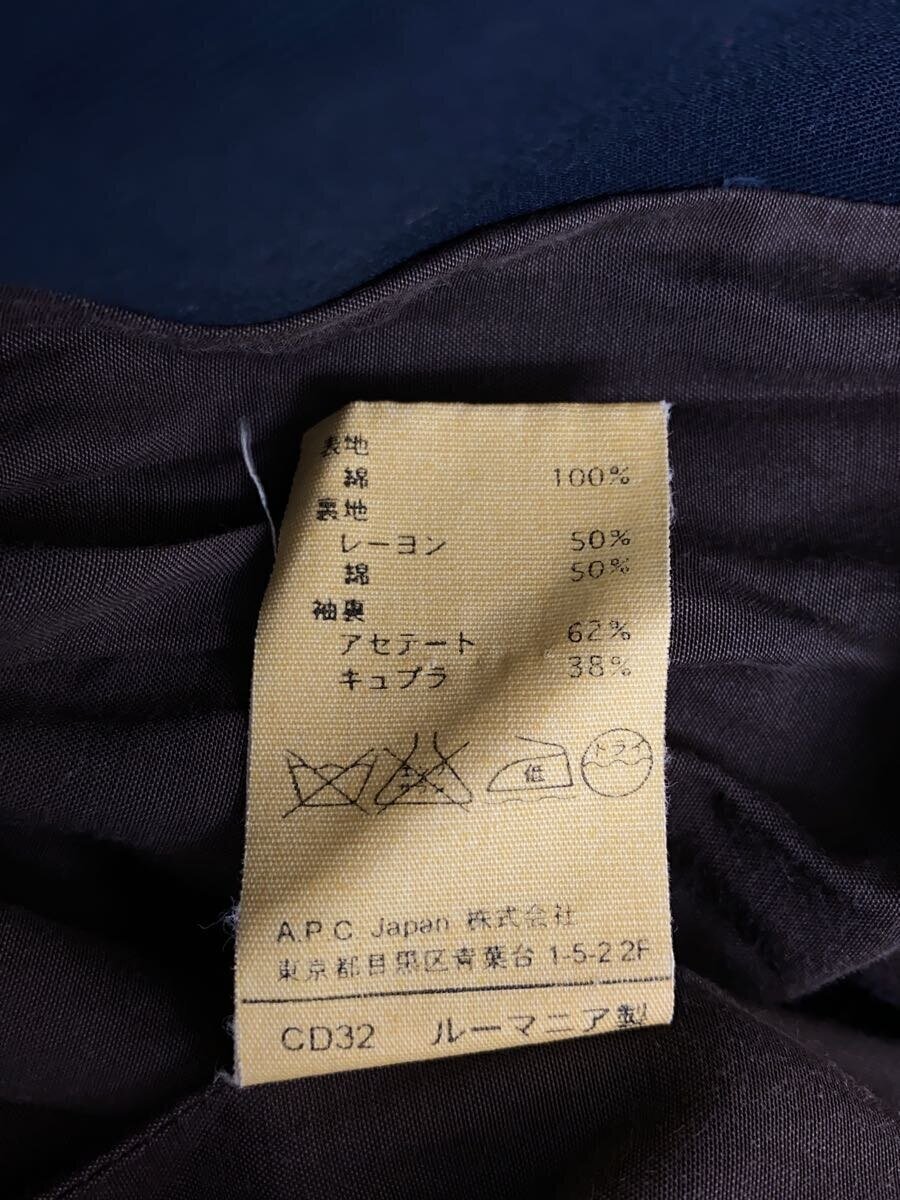 表地
綿 100%
裏地
レーヨン 50%
綿 50%
袖裏
アセテート 62%
キュプラ 38%
低 ドライ
A.P.C Japan 株式会社
東京都目黒区青葉台 1-5-2 2F
CD32 ルーマニア製